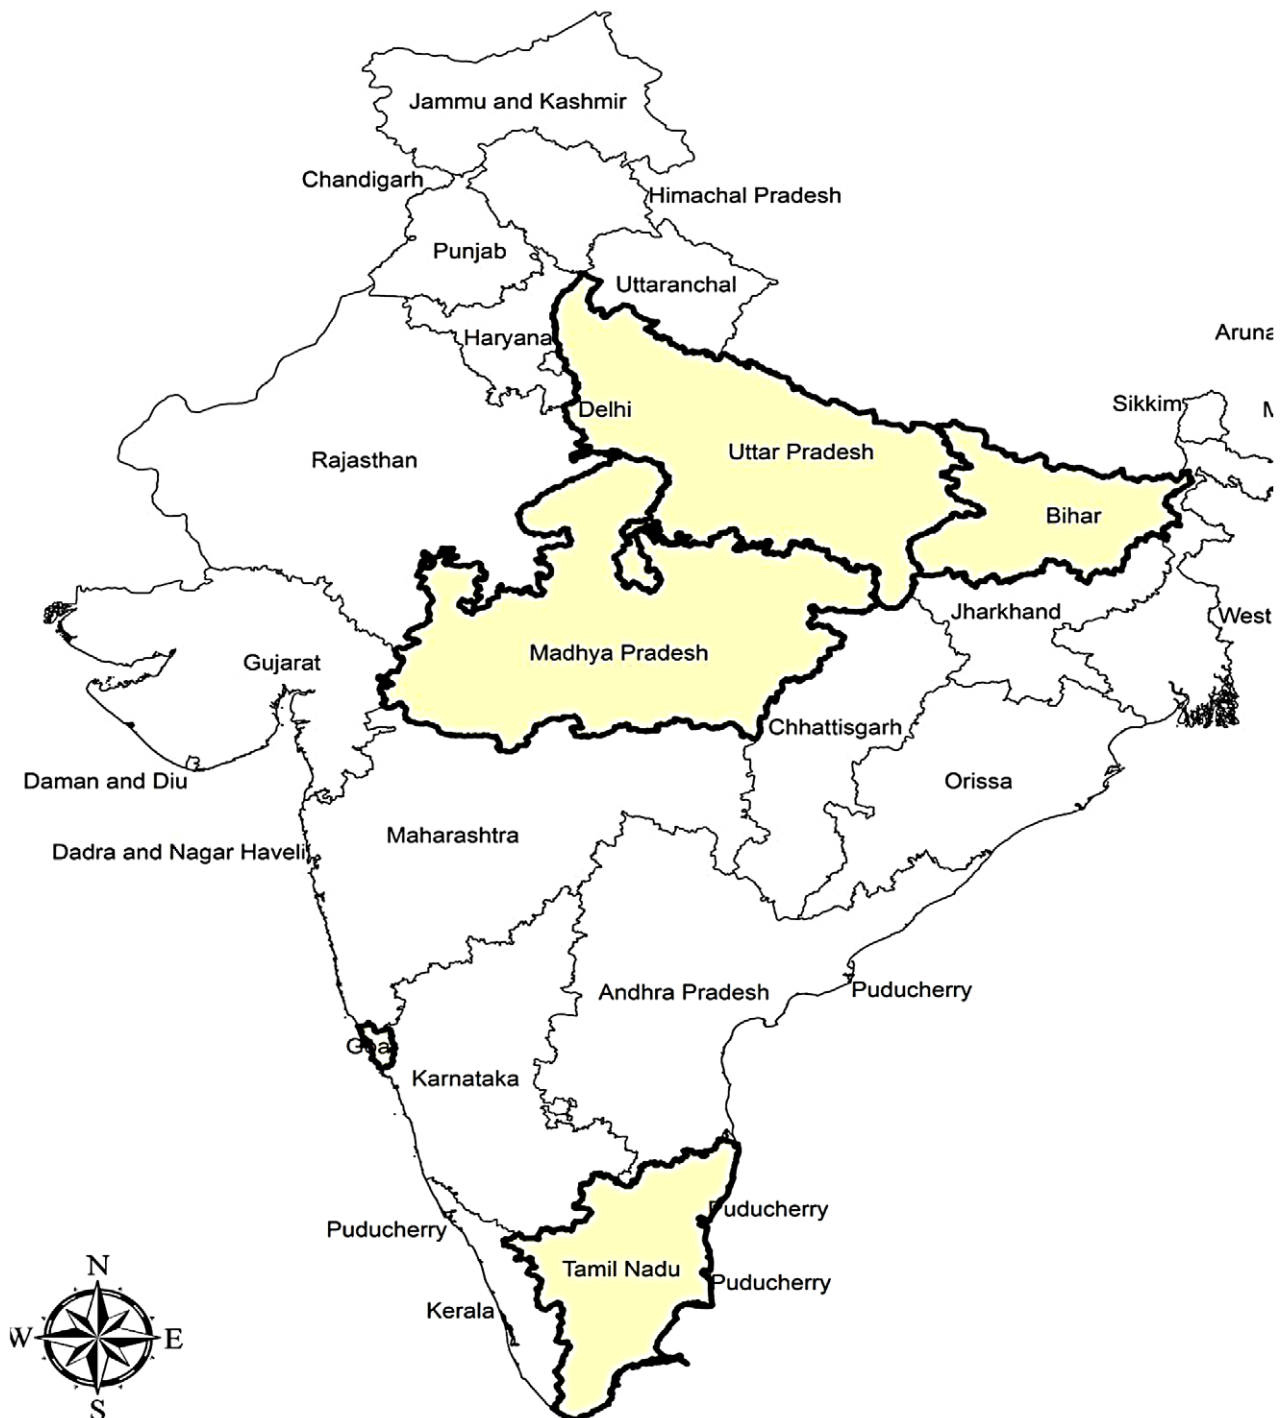 Jammu and Kashmir
Chandigarh
Himachal Pradesh
Punjab
Uttaranchal
Haryana
Aruna
Delhi
Sikkim
M
Rajasthan
Uttar Pradesh
Bihar
Jharkhand
West
Madhya Pradesh
Gujarat
Chhattisgarh
Daman and Diu
Orissa
Maharashtra
Dadra and Nagar Haveli
Andhra Pradesh
Puducherry
Goa
Karnataka
Puducherry
Puducherry
Tamil Nadu
Puducherry
Kerala
N
W
E
S